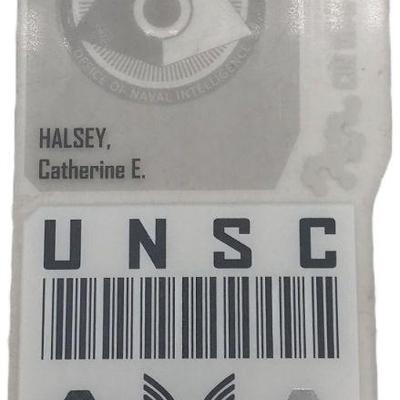 OFFICE OF NAVAL INTELLIGENCE
HALSEY,
Catherine E.
UNSC